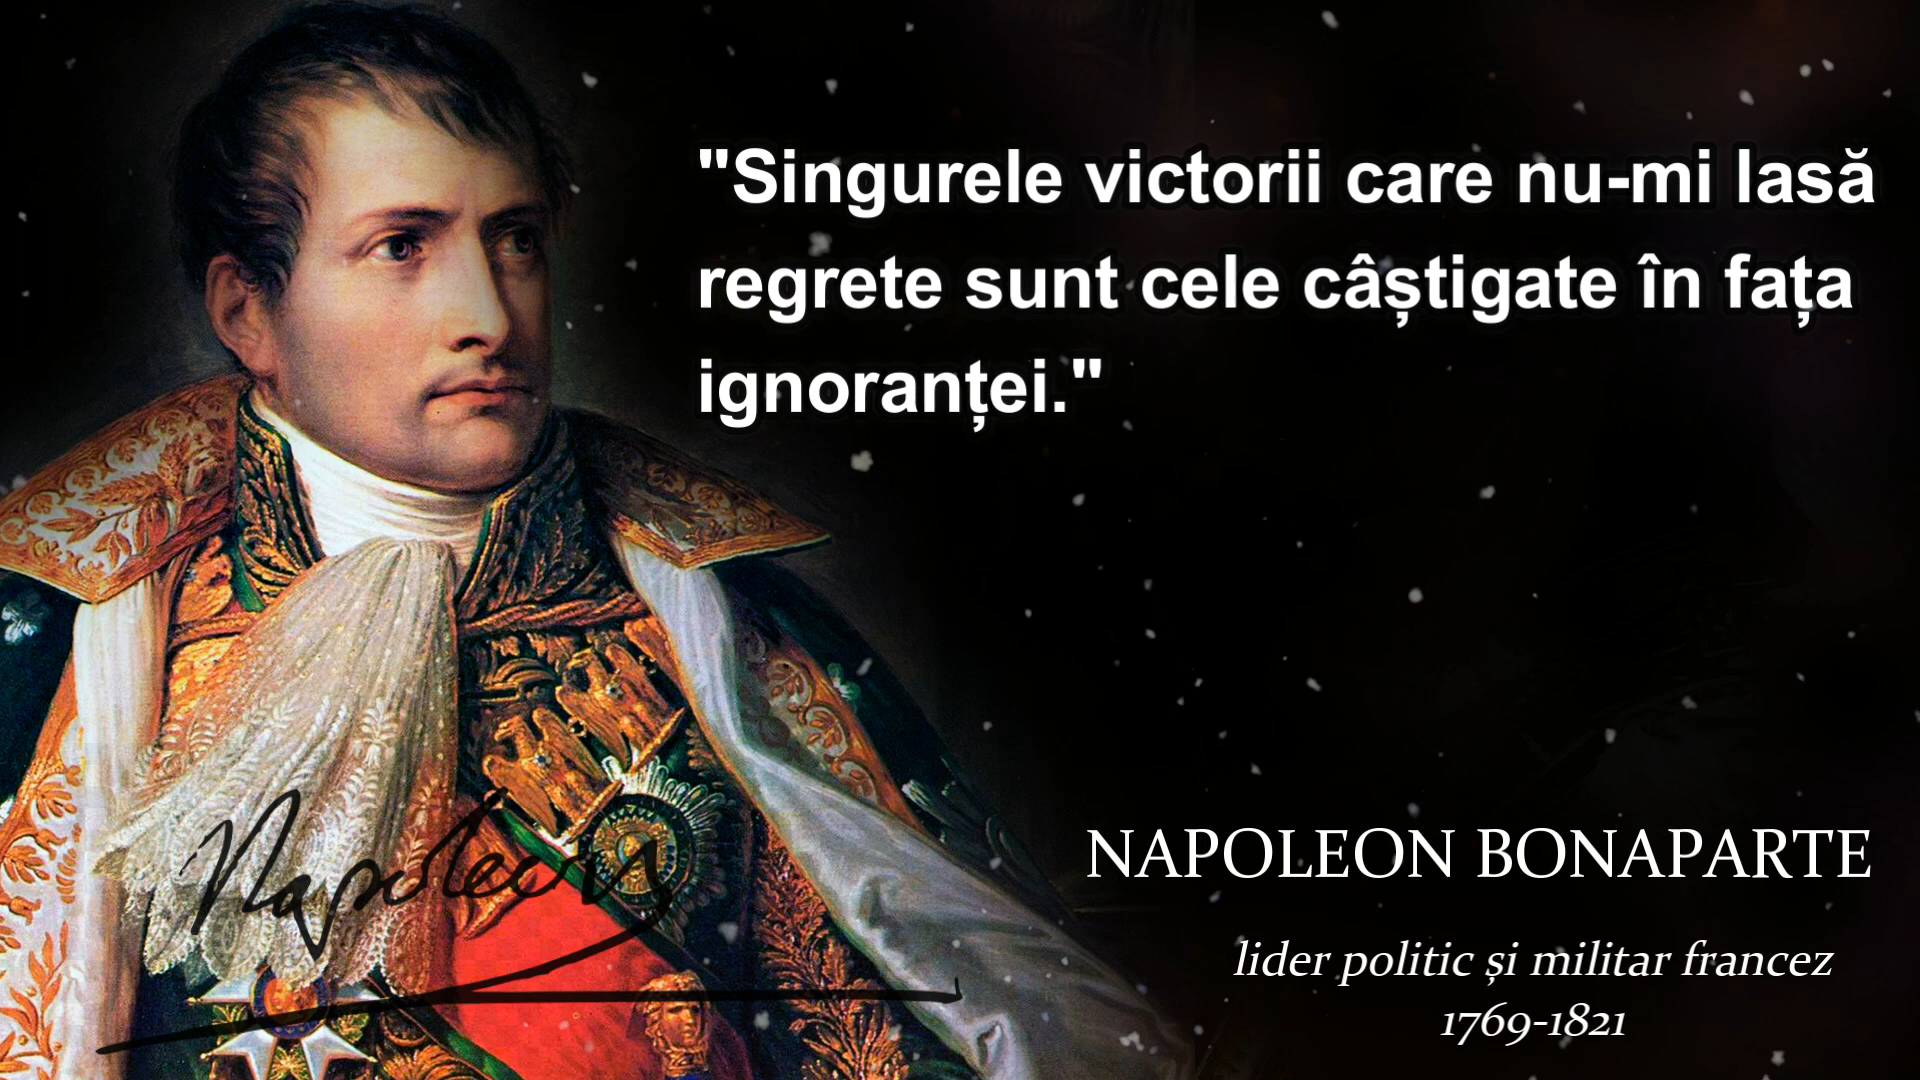 "Singurele victorii care nu-mi lasă
regrete sunt cele câștigate în fața
ignoranței."
Napoleon
NAPOLEON BONAPARTE
lider politic și militar francez
1769-1821